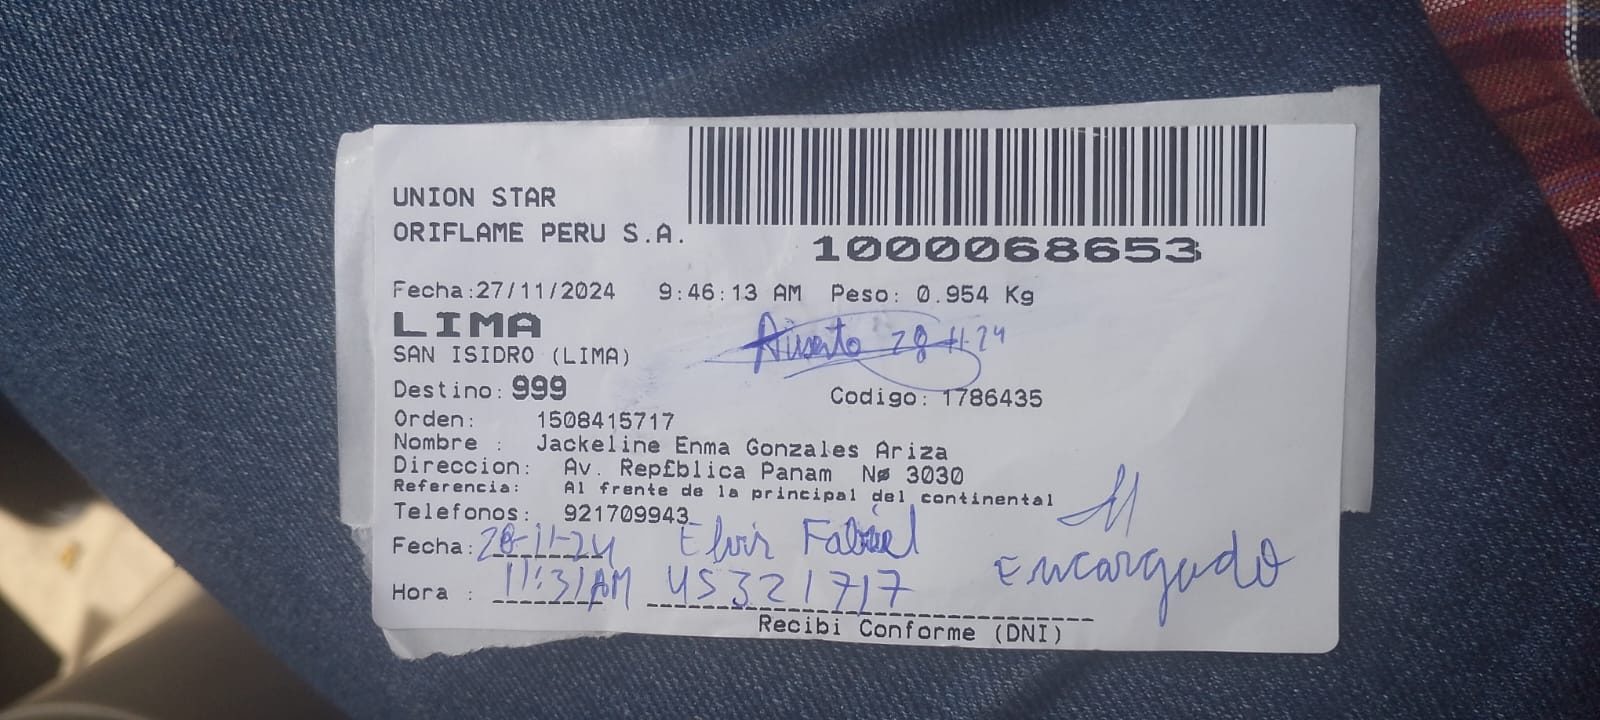 UNION STAR
ORIFLAME PERU S.A.
1000068653
Fecha:27/11/2024 9:46:13 AM Peso: 0.954 Kg
LIMA
28-11-24
SAN ISIDRO (LIMA)
Destino: 999 Codigo: 1786435
Orden: 1508415717
Nombre : Jackeline Enma Gonzales Ariza
Direccion: Av. Rep£blica Panam Nø 3030
Referencia: Al frente de la principal del continental
Telefonos: 921709943
Fecha: 28-11-24 Elvis Fabiel
Encargado
Hora : 11:31AM 45321717
Recibi Conforme (DNI)